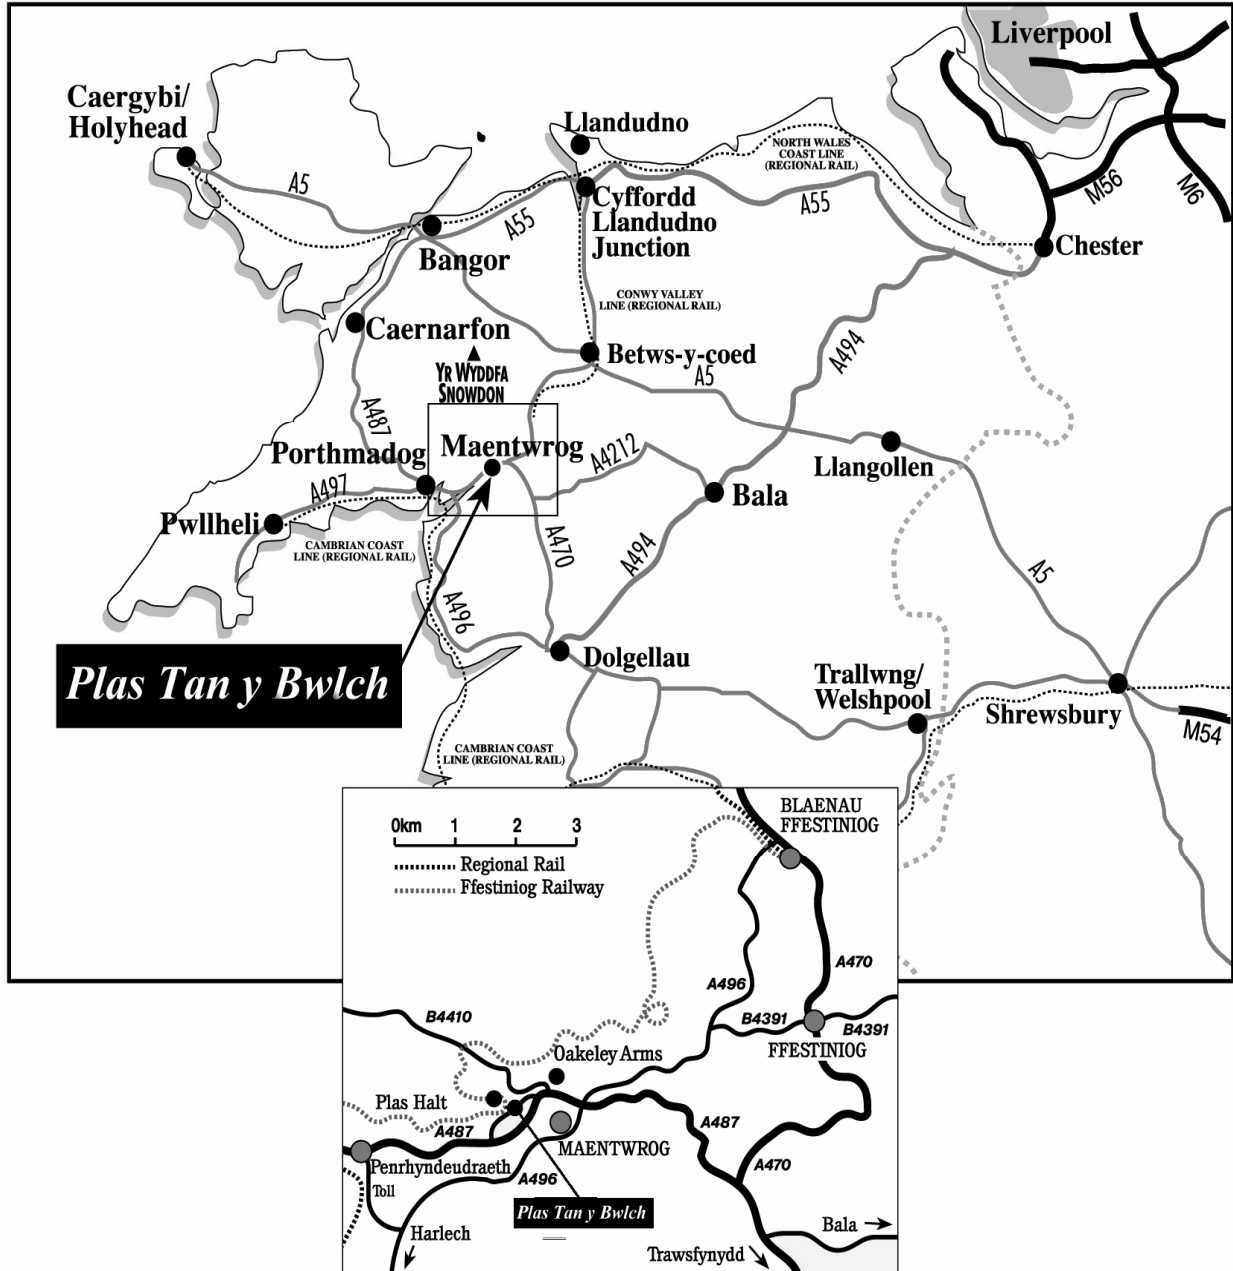 Liverpool
Caergybi/
Holyhead
Llandudno
NORTH WALES
COAST LINE
(REGIONAL RAIL)
M56
M6
A5
A55
Cyffordd
Llandudno
Junction
A55
Chester
Bangor
CONWY VALLEY
LINE (REGIONAL RAIL)
Caernarfon
YR WYDDFA
SNOWDON
Betws-y-coed
A5
A494
A487
Porthmadog
Maentwrog
A4212
Llangollen
A497
Bala
Pwllheli
CAMBRIAN COAST
LINE (REGIONAL RAIL)
A470
A494
A5
A496
Plas Tan y Bwlch
Dolgellau
Trallwng/
Welshpool
Shrewsbury
M54
CAMBRIAN COAST
LINE (REGIONAL RAIL)
BLAENAU
FFESTINIOG
0km 1 2 3
Regional Rail
Ffestiniog Railway
A470
A496
B4391
B4391
B4410
FFESTINIOG
Oakeley Arms
Plas Halt
A487
A487
MAENTWROG
Penrhyndeudraeth
A470
Toll
A496
Plas Tan y Bwlch
Harlech
Bala
Trawsfynydd